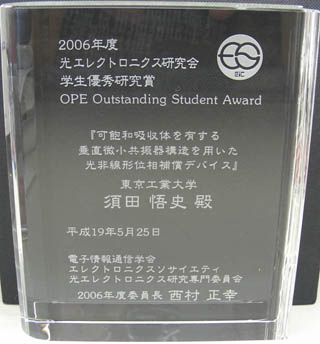 2006年度
光エレクトロニクス研究会
学生優秀研究賞
OPE Outstanding Student Award
『可能和吸収体を有する
垂直微小共振器構造を用いた
光非線形位相補償デバイス』
東京工業大学
須田 悟史 殿
平成19年5月25日
電子情報通信学会
エレクトロニクスソサイエティ
光エレクトロニクス研究専門委員会
2006年度委員長 西村 正幸